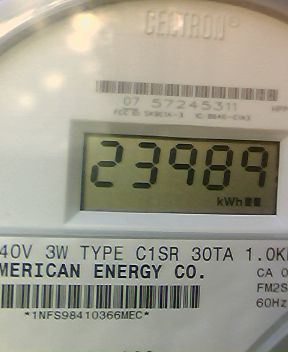 CECTRON
07 57245311
23989
kWh
40V 3W TYPE C1SR 30TA 1.0K
MERICAN ENERGY CO.
CA 0
FM2S
60Hz
*1NFS98410366MEC*